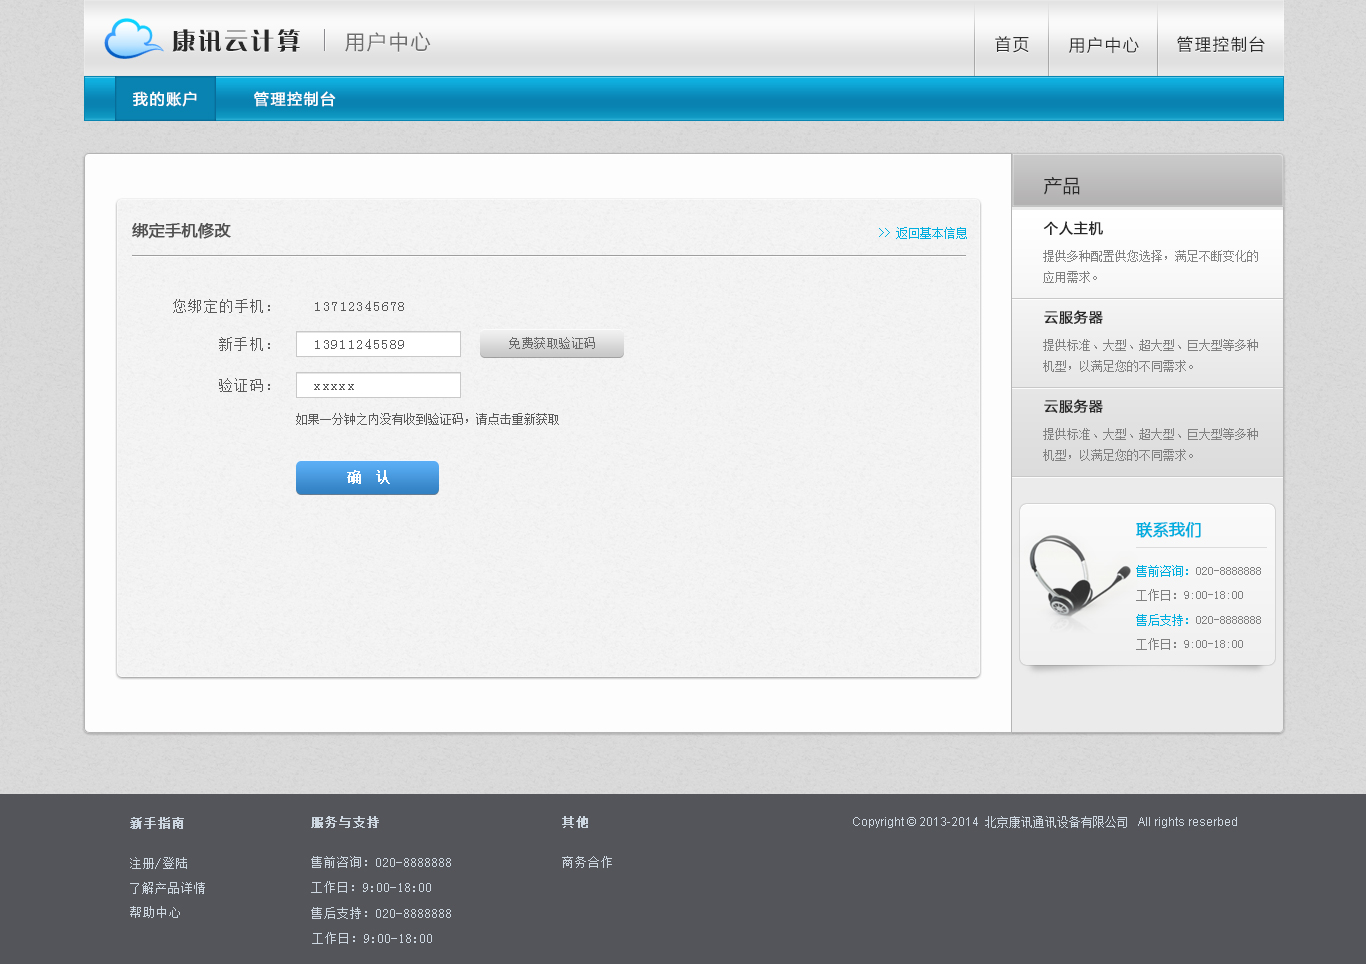 康讯云计算 用户中心 首页 用户中心 管理控制台
我的账户 管理控制台
绑定手机修改
>> 返回基本信息
您绑定的手机： 13712345678
新手机： 13911245589 免费获取验证码
验证码： xxxxx
如果一分钟之内没有收到验证码，请点击重新获取
确 认
产品
个人主机
提供多种配置供您选择，满足不断变化的
应用需求。
云服务器
提供标准、大型、超大型、巨大型等多种
机型，以满足您的不同需求。
云服务器
提供标准、大型、超大型、巨大型等多种
机型，以满足您的不同需求。
联系我们
售前咨询：020-8888888
工作日：9:00-18:00
售后支持：020-8888888
工作日：9:00-18:00
新手指南
注册/登陆
了解产品详情
帮助中心
服务与支持
售前咨询：020-8888888
工作日：9:00-18:00
售后支持：020-8888888
工作日：9:00-18:00
其他
商务合作
Copyright © 2013-2014 北京康讯通讯设备有限公司 All rights reserbed